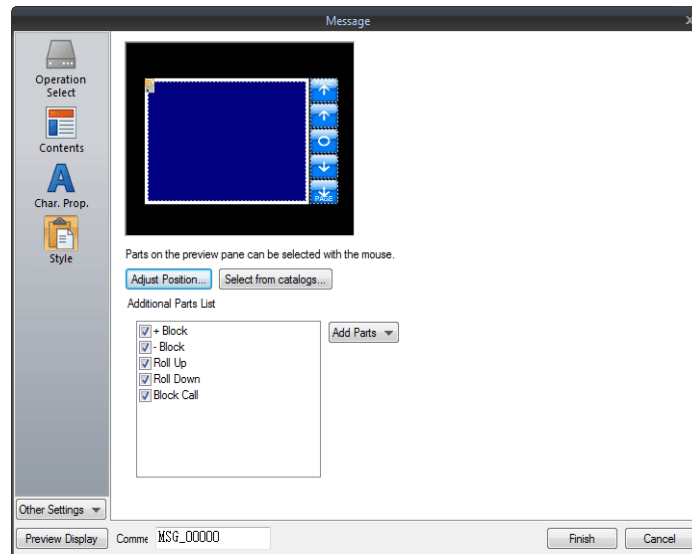 Message
Operation
Select
Contents
Char. Prop.
Style
PAGE
Parts on the preview pane can be selected with the mouse.
Adjust Position... Select from catalogs...
Additional Parts List
+ Block
- Block
Roll Up
Roll Down
Block Call
Add Parts
Other Settings
Preview Display Comme MSG_00000 Finish Cancel